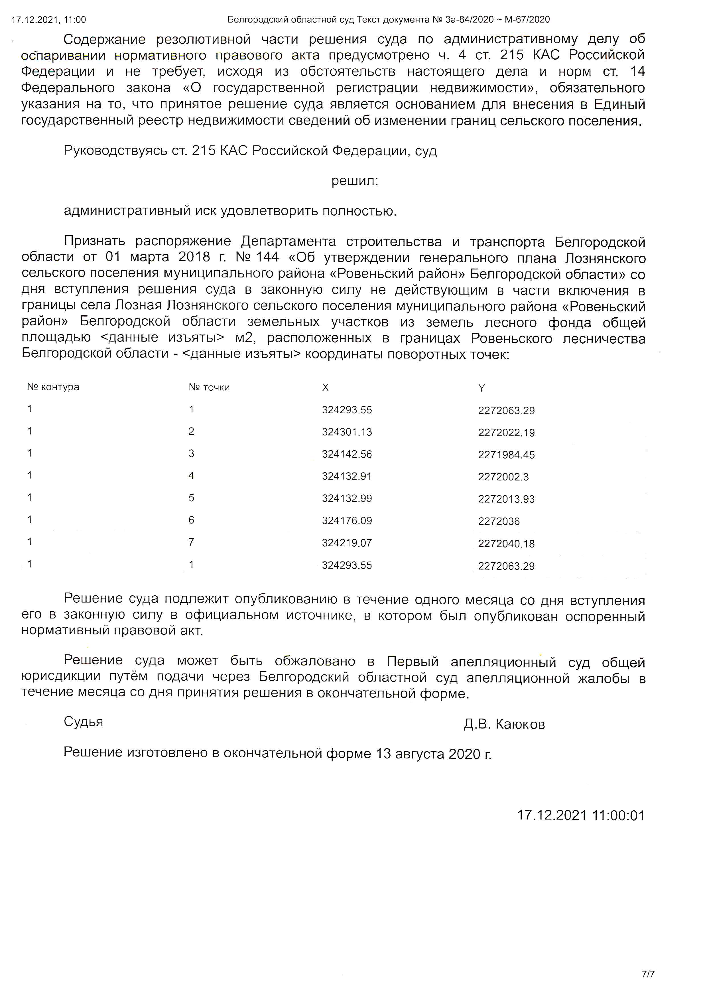 17.12.2021, 11:00 Белгородский областной суд Текст документа № 3а-84/2020 ~ М-67/2020
Содержание резолютивной части решения суда по административному делу об
оспаривании нормативного правового акта предусмотрено ч. 4 ст. 215 КАС Российской
Федерации и не требует, исходя из обстоятельств настоящего дела и норм ст. 14
Федерального закона «О государственной регистрации недвижимости», обязательного
указания на то, что принятое решение суда является основанием для внесения в Единый
государственный реестр недвижимости сведений об изменении границ сельского поселения.
Руководствуясь ст. 215 КАС Российской Федерации, суд
решил:
административный иск удовлетворить полностью.
Признать распоряжение Департамента строительства и транспорта Белгородской
области от 01 марта 2018 г. № 144 «Об утверждении генерального плана Лознянского
сельского поселения муниципального района «Ровеньский район» Белгородской области» со
дня вступления решения суда в законную силу не действующим в части включения в
границы села Лозная Лознянского сельского поселения муниципального района «Ровеньский
район» Белгородской области земельных участков из земель лесного фонда общей
площадью <данные изъяты> м2, расположенных в границах Ровеньского лесничества
Белгородской области - <данные изъяты> координаты поворотных точек:
№ контура № точки X Y
1 1 324293.55 2272063.29
1 2 324301.13 2272022.19
1 3 324142.56 2271984.45
1 4 324132.91 2272002.3
1 5 324132.99 2272013.93
1 6 324176.09 2272036
1 7 324219.07 2272040.18
1 1 324293.55 2272063.29
Решение суда подлежит опубликованию в течение одного месяца со дня вступления
его в законную силу в официальном источнике, в котором был опубликован оспоренный
нормативный правовой акт.
Решение суда может быть обжаловано в Первый апелляционный суд общей
юрисдикции путём подачи через Белгородский областной суд апелляционной жалобы в
течение месяца со дня принятия решения в окончательной форме.
Судья Д.В. Каюков
Решение изготовлено в окончательной форме 13 августа 2020 г.
17.12.2021 11:00:01
7/7